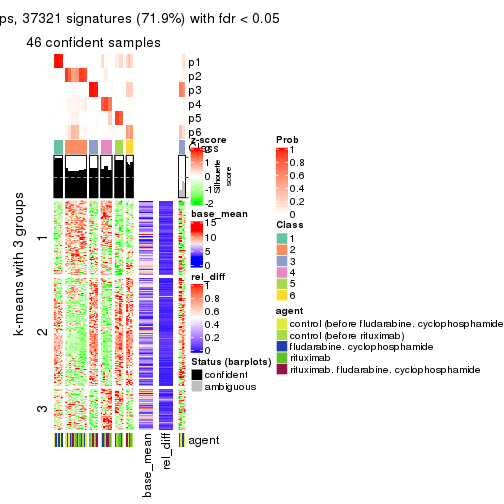 ps, 37321 signatures (71.9%) with fdr < 0.05
46 confident samples
p1
p2
p3
p4
p5
p6
Class
Silhouette
score
k-means with 3 groups
1
2
3
agent
base_mean
rel_diff
z-score
2
0
-2
base_mean
15
10
5
0
rel_diff
1
0.8
0.6
0.4
0.2
0
Status (barplots)
confident
ambiguous
Prob
1
0.8
0.6
0.4
0.2
0
Class
1
2
3
4
5
6
agent
control (before fludarabine. cyclophosphamide
control (before rituximab)
fludarabine. cyclophosphamide
rituximab
rituximab. fludarabine. cyclophosphamide